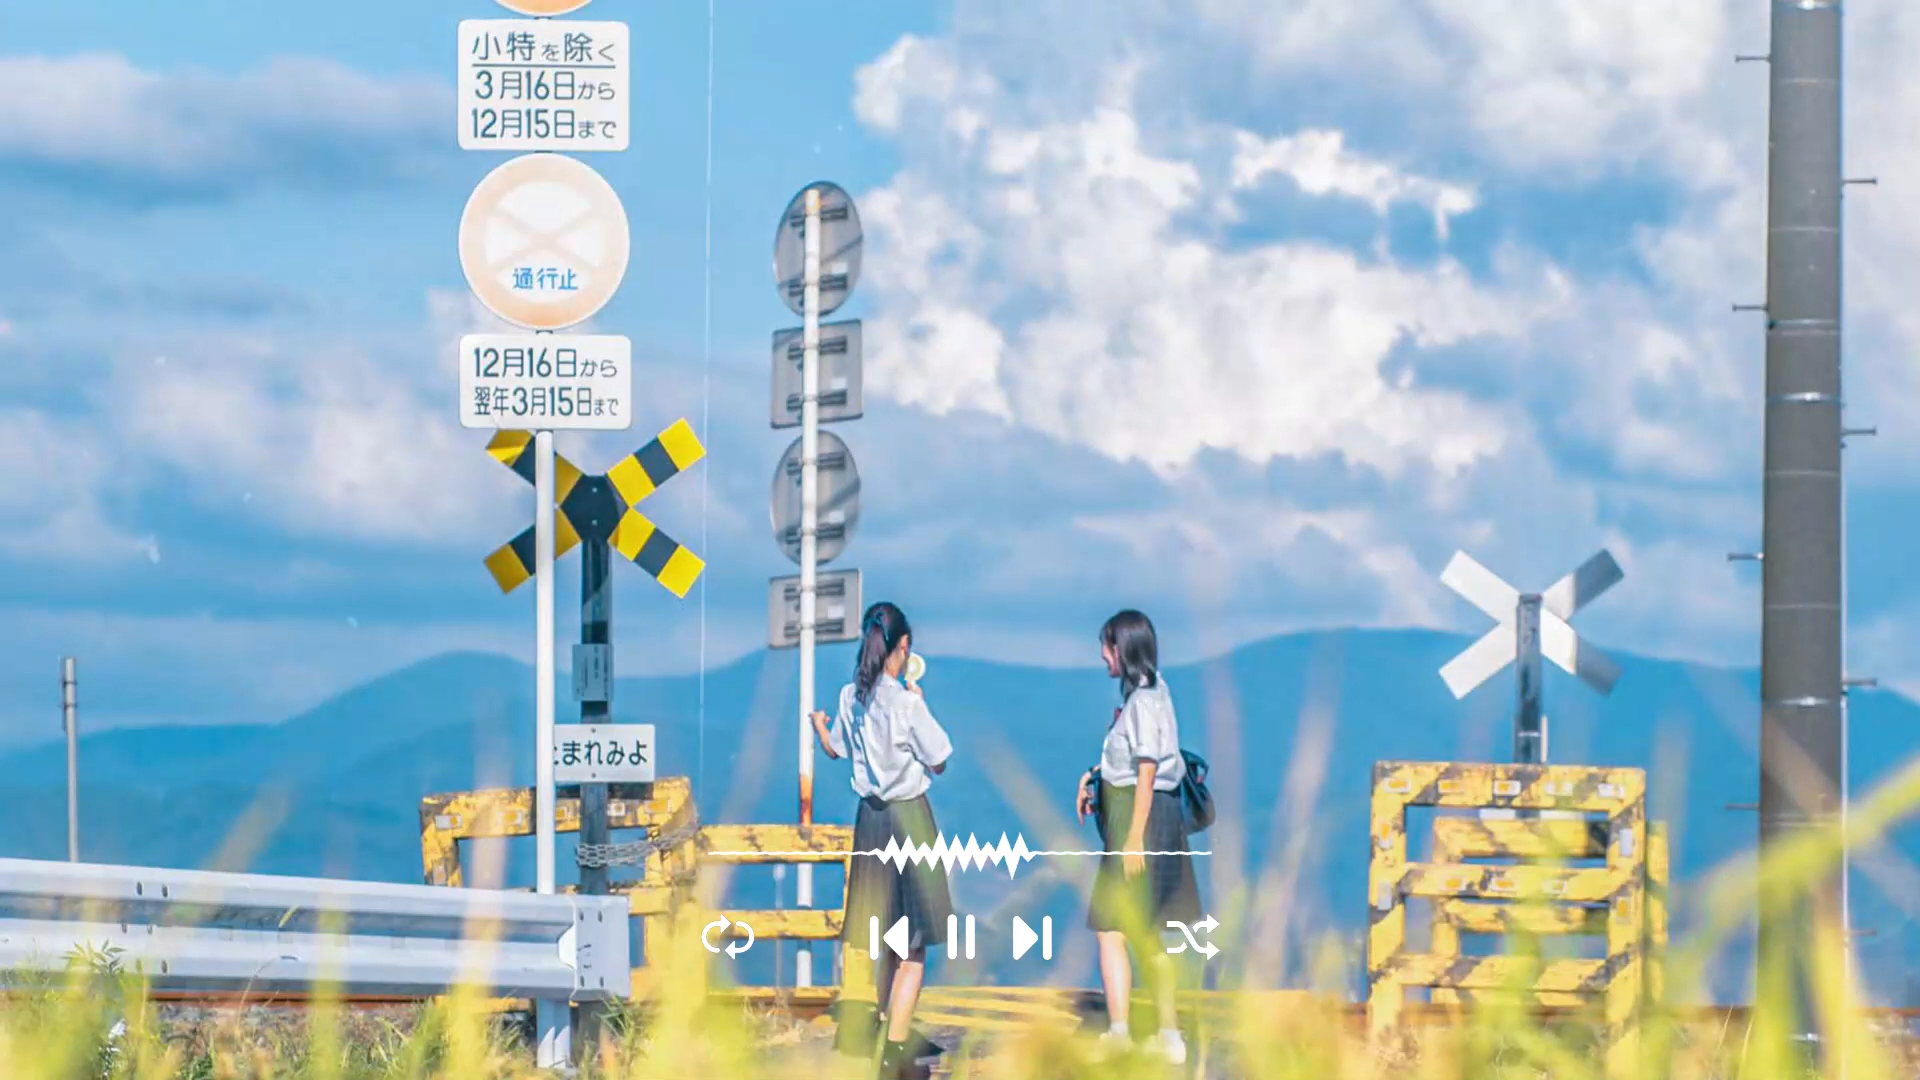 小特を除く
3月16日から
12月15日まで
通行止
12月16日から
翌年3月15日まで
まれみよ